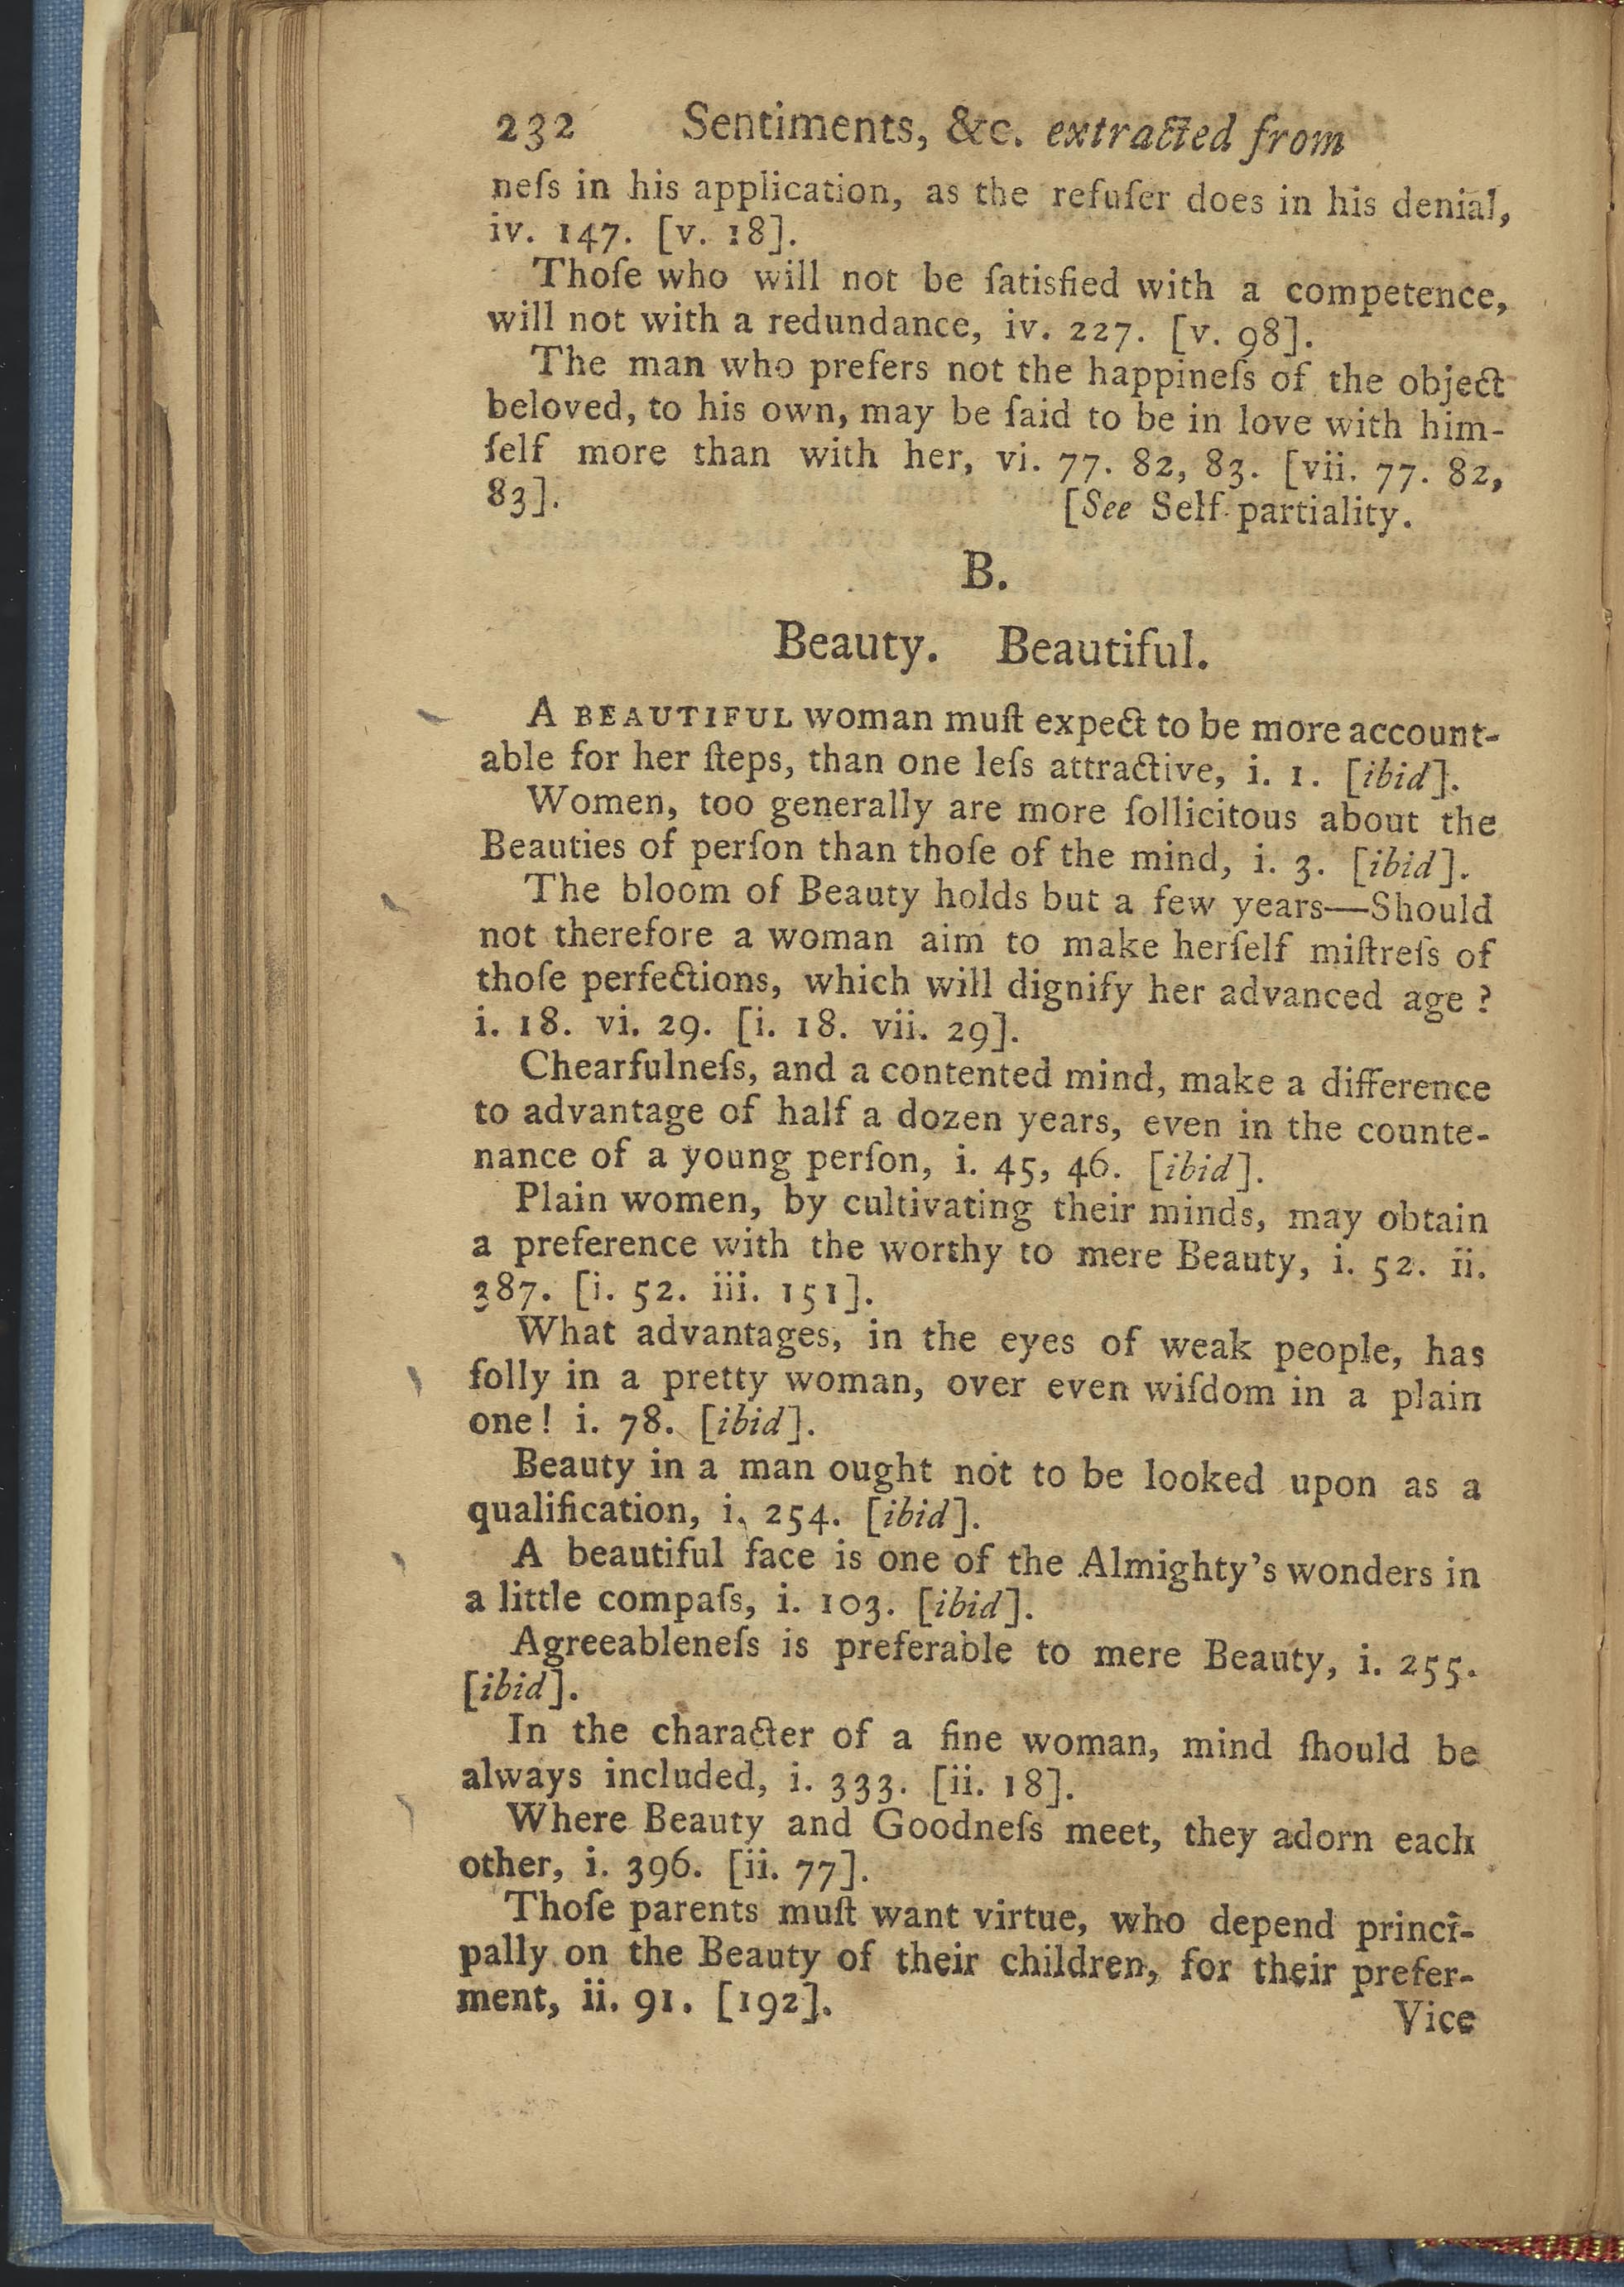 232 Sentiments, &c. extracted from
neſs in his application, as the refuſer does in his denial,
iv. 147. [v. 18].
Thoſe who will not be ſatisfied with a competence,
will not with a redundance, iv. 227. [v. 98].
The man who prefers not the happineſs of the object
beloved, to his own, may be ſaid to be in love with him-
ſelf more than with her, vi. 77. 82, 83. [vii. 77. 82,
83]. [See Self-partiality.
B.
Beauty. Beautiful.
A BEAUTIFUL woman muſt expect to be more account-
able for her ſteps, than one leſs attractive, i. 1. [ibid].
Women, too generally are more ſollicitous about the
Beauties of perſon than thoſe of the mind, i. 3. [ibid].
The bloom of Beauty holds but a few years—Should
not therefore a woman aim to make herſelf miſtreſs of
thoſe perfections, which will dignify her advanced age ?
i. 18. vi. 29. [i. 18. vii. 29].
Chearfulneſs, and a contented mind, make a difference
to advantage of half a dozen years, even in the counte-
nance of a young perſon, i. 45, 46. [ibid].
Plain women, by cultivating their minds, may obtain
a preference with the worthy to mere Beauty, i. 52. ii.
387. [i. 52. iii. 151].
What advantages, in the eyes of weak people, has
folly in a pretty woman, over even wiſdom in a plain
one! i. 78. [ibid].
Beauty in a man ought not to be looked upon as a
qualification, i. 254. [ibid].
A beautiful face is one of the Almighty's wonders in
a little compaſs, i. 103. [ibid].
Agreeableneſs is preferable to mere Beauty, i. 255.
[ibid].
In the character of a fine woman, mind ſhould be
always included, i. 333. [ii. 18].
Where Beauty and Goodneſs meet, they adorn each
other, i. 396. [ii. 77].
Thoſe parents muſt want virtue, who depend princi-
pally on the Beauty of their children, for their prefer-
ment, ii. 91. [192].
Vice